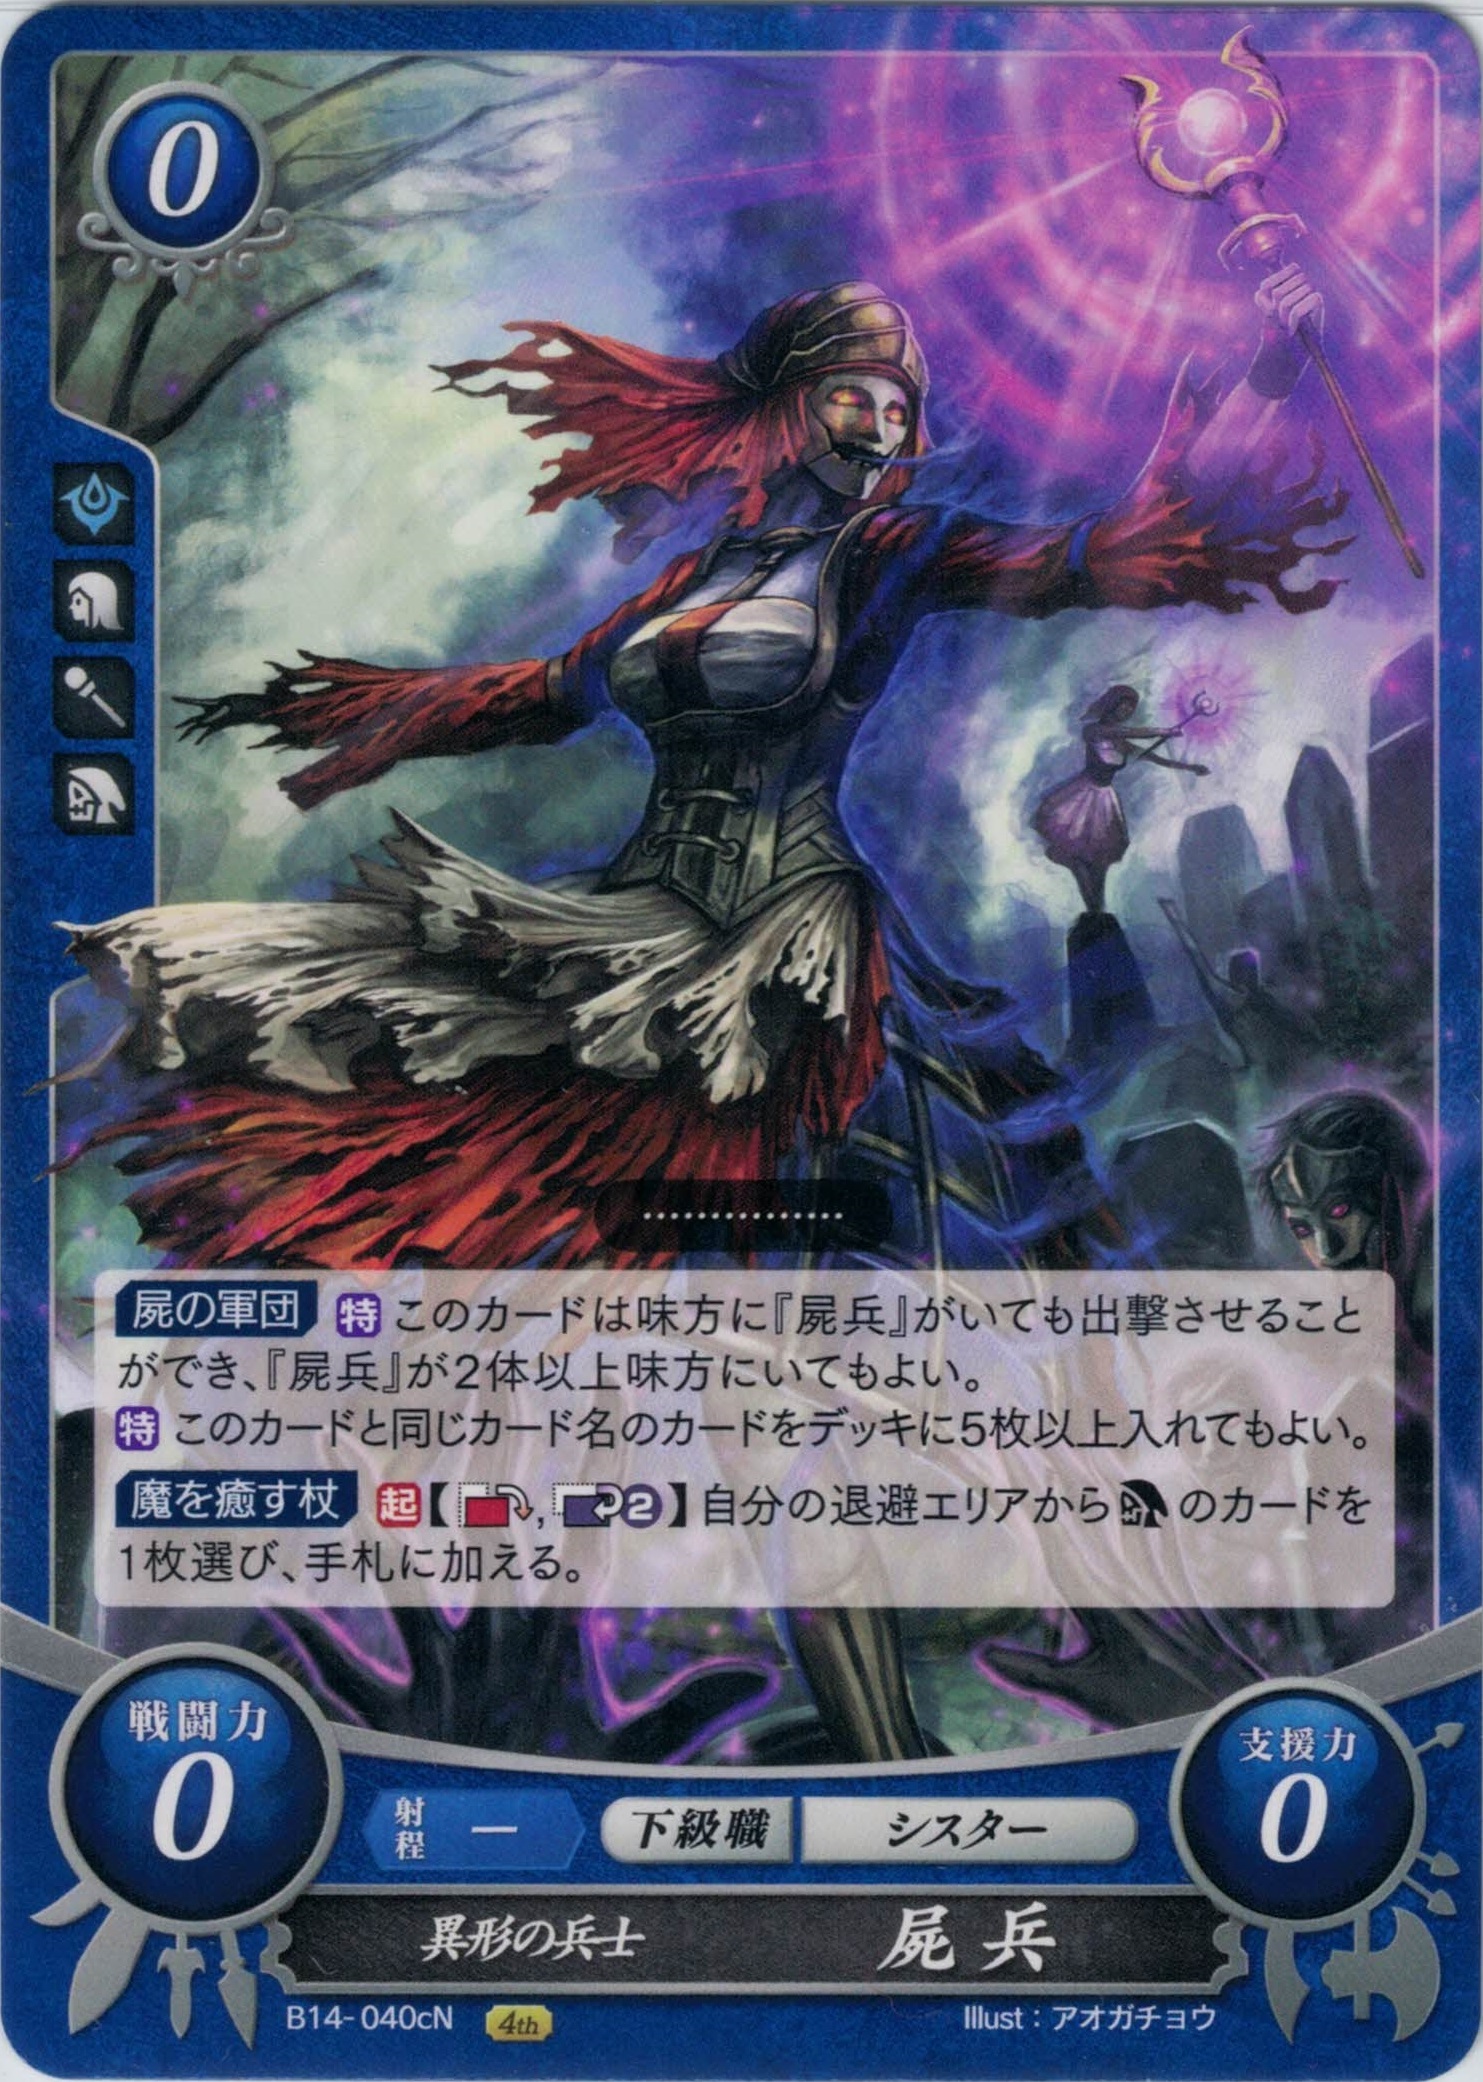 0
……………
屍の軍団 特 このカードは味方に『屍兵』がいても出撃させること
ができ、『屍兵』が2体以上味方にいてもよい。
特 このカードと同じカード名のカードをデッキに5枚以上入れてもよい。
魔を癒す杖 起【 , 2】自分の退避エリアから のカードを
1枚選び、手札に加える。
戦闘力
0
射程 —
下級職 シスター
支援力
0
異形の兵士 屍兵
B14-040cN 4th Illust:アオガチョウ